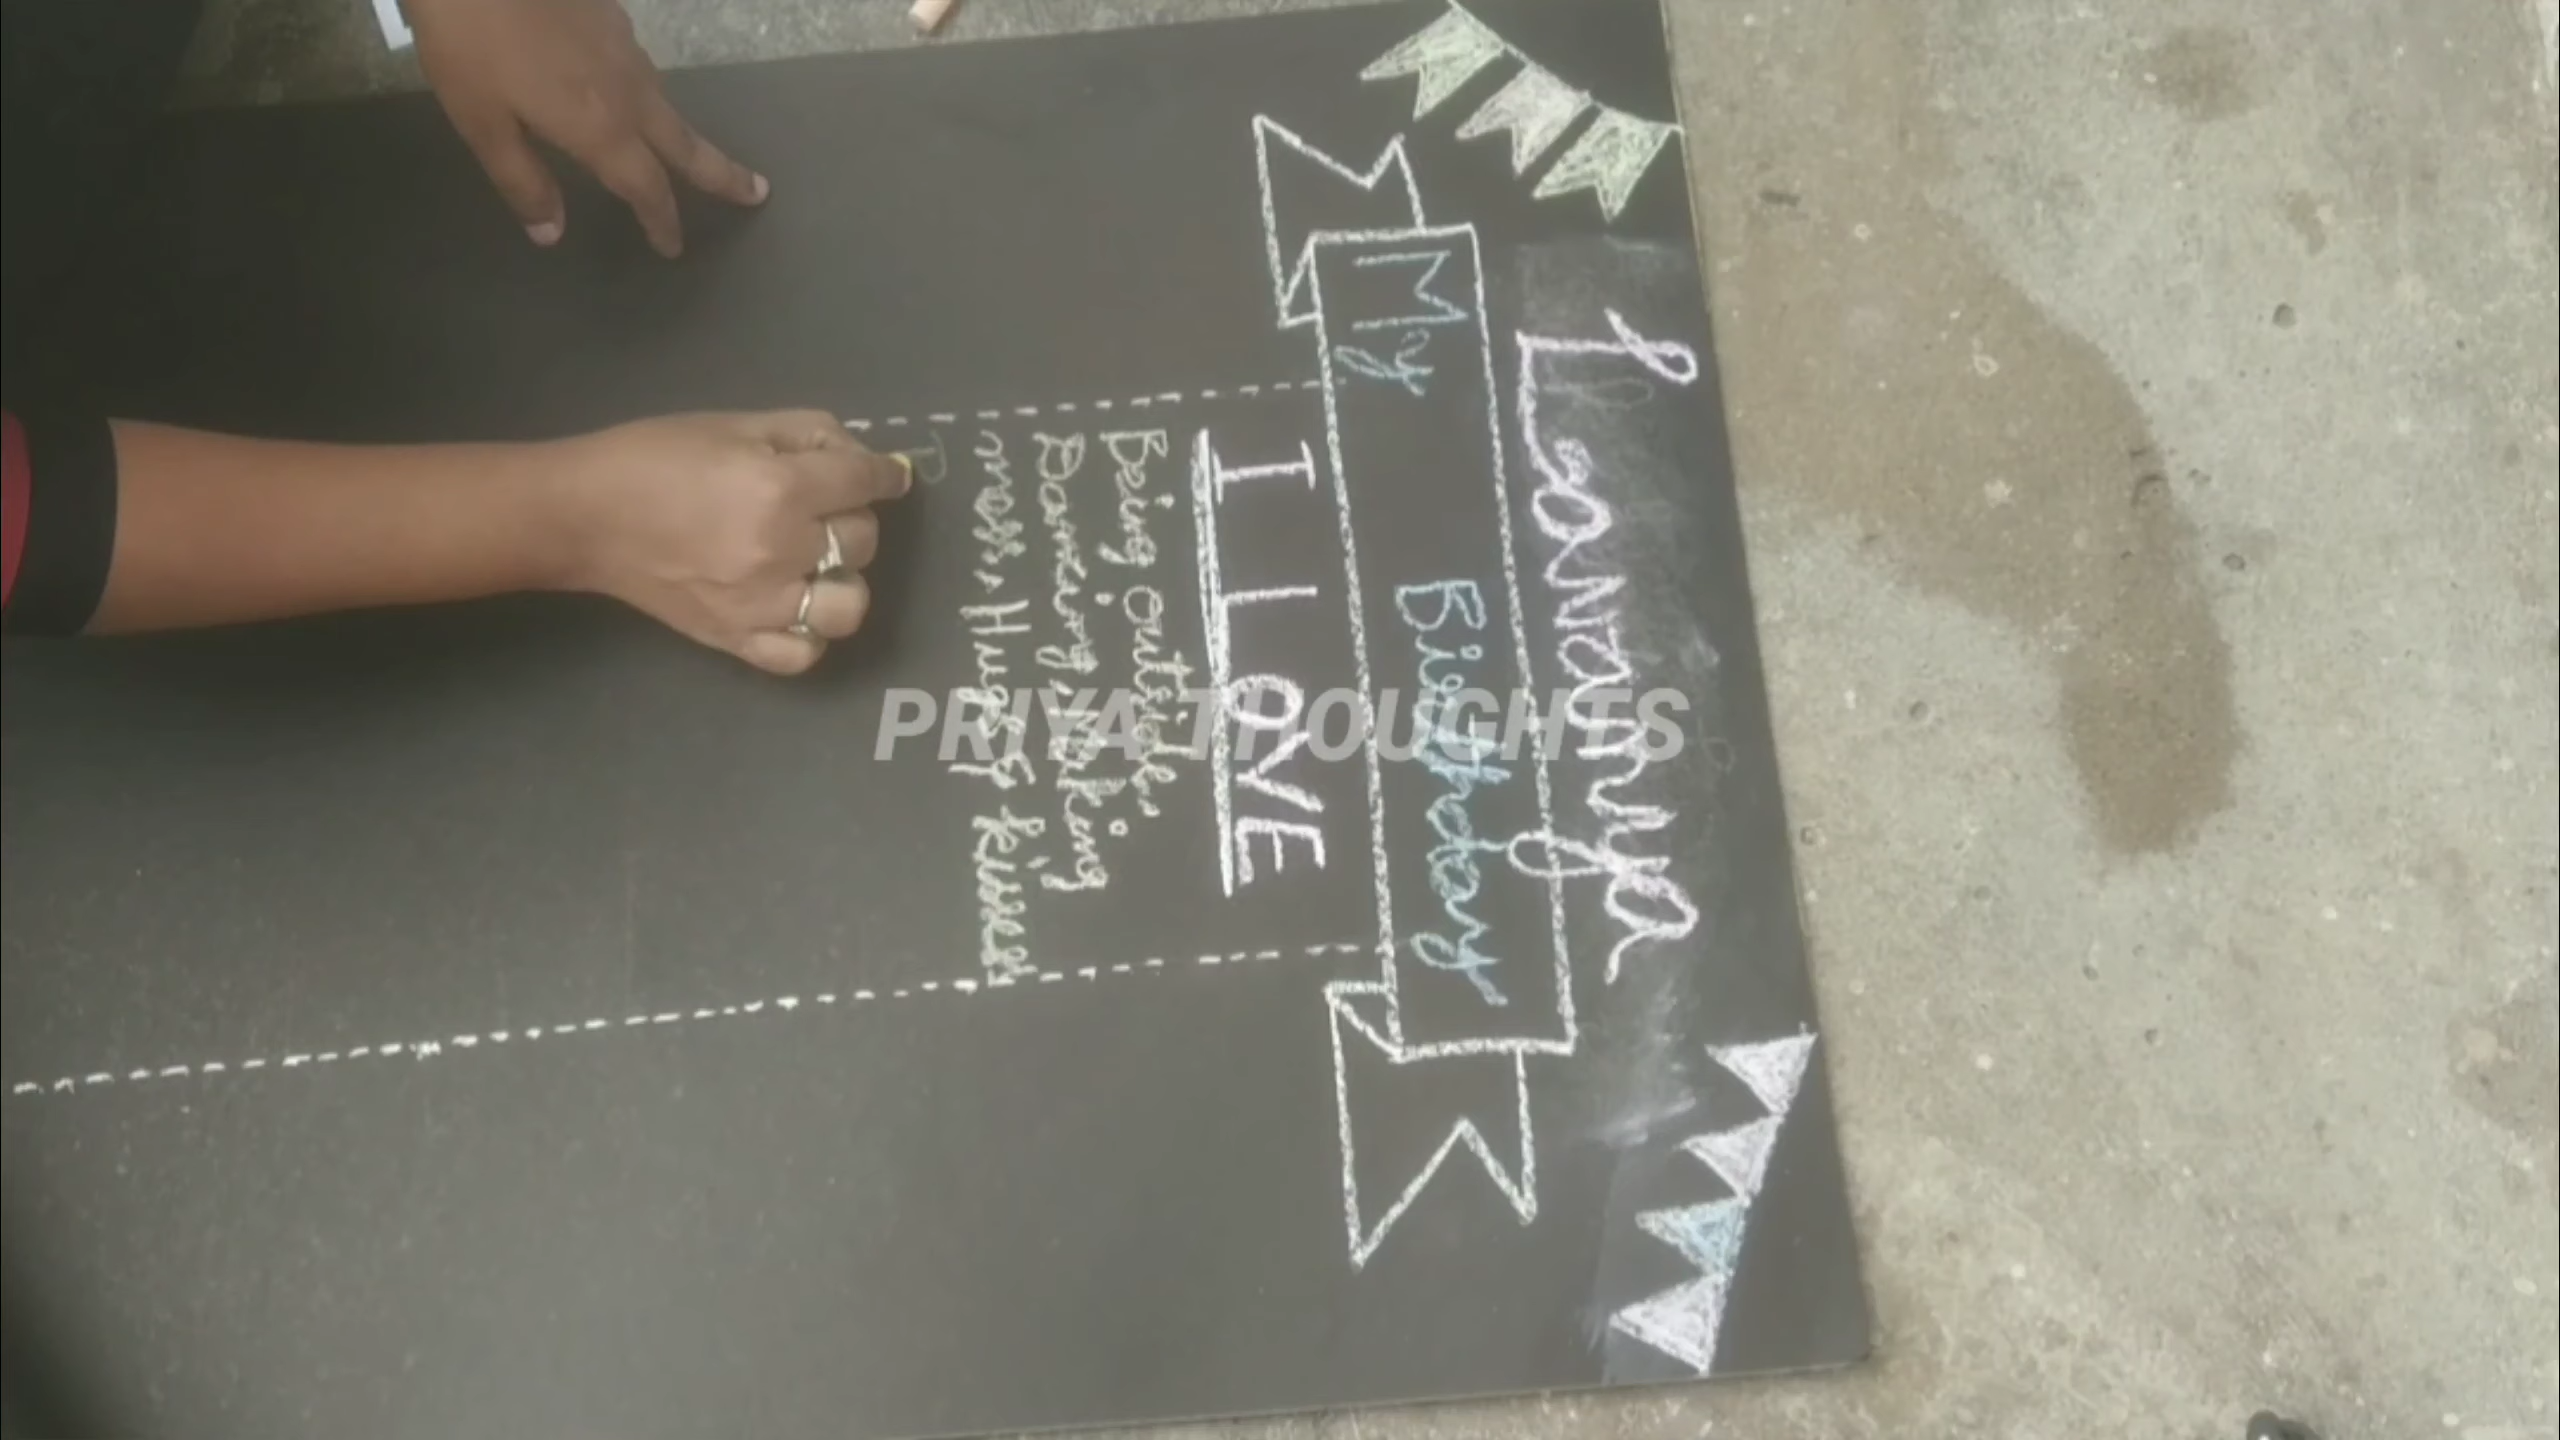 Lavanya
My Birthday
I LOVE
Being outside,
Dancing, Making
mess, Hugs & kisses
P
PRIYA THOUGHTS